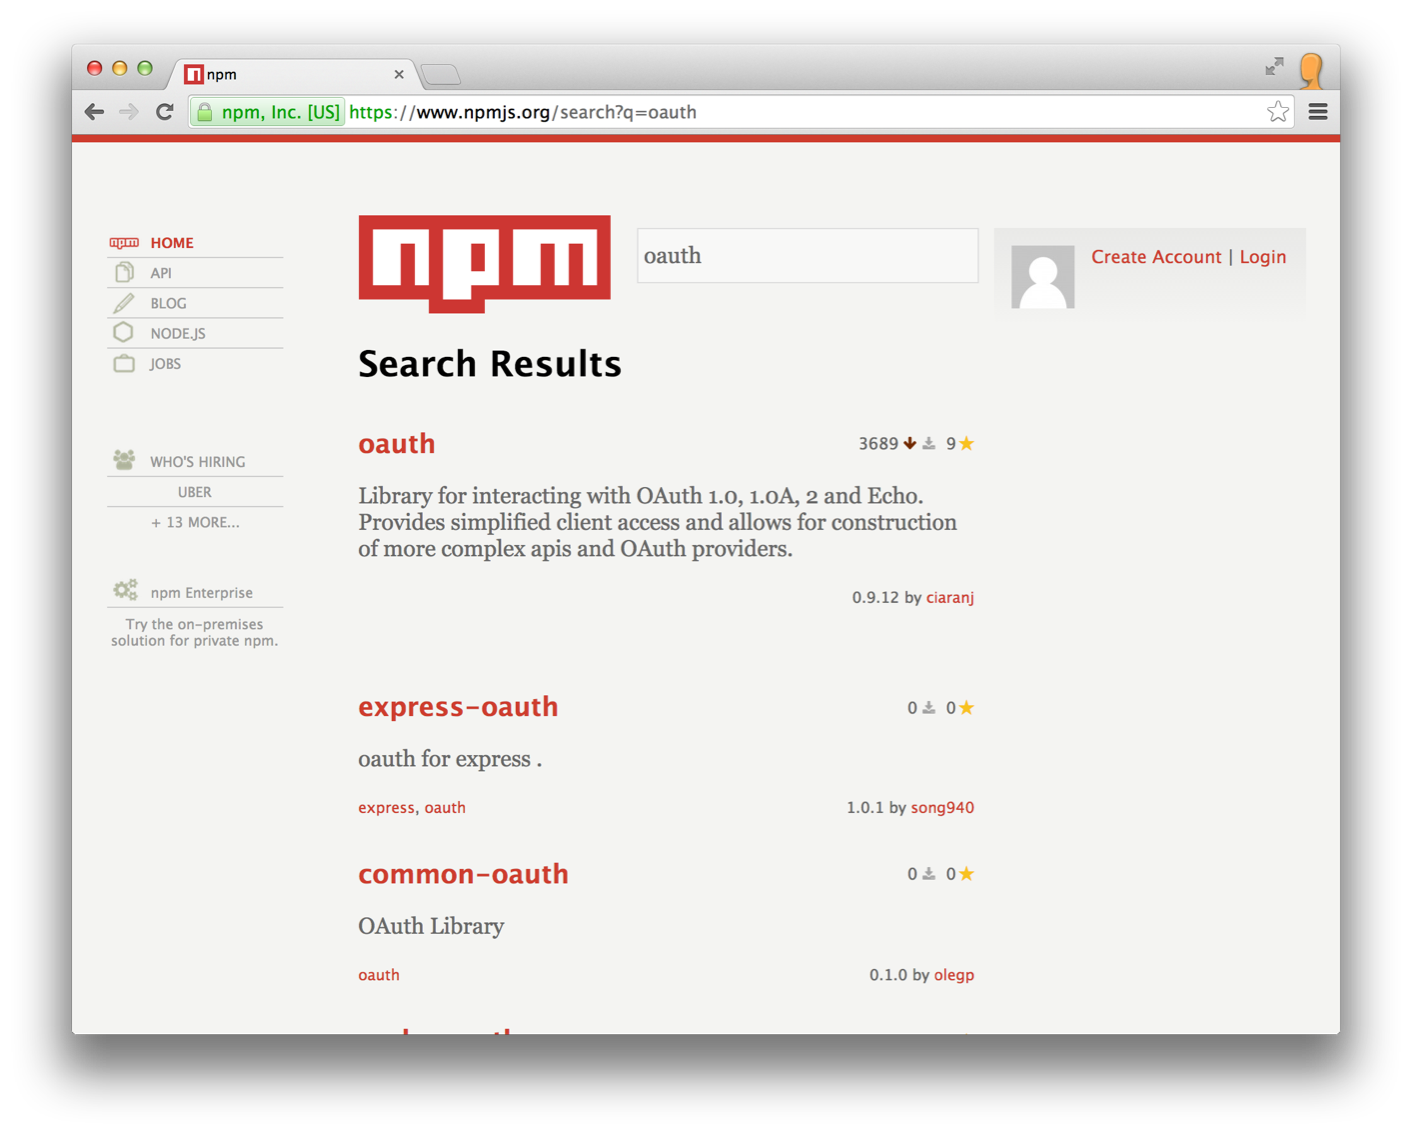 npm
npm, Inc. [US] https://www.npmjs.org/search?q=oauth
npm
HOME
API
BLOG
NODE.JS
JOBS
WHO'S HIRING
UBER
+ 13 MORE...
npm Enterprise
Try the on-premises
solution for private npm.
npm
oauth
Create Account | Login
Search Results
oauth
3689 9
Library for interacting with OAuth 1.0, 1.0A, 2 and Echo.
Provides simplified client access and allows for construction
of more complex apis and OAuth providers.
0.9.12 by ciaranj
express-oauth
0 0
oauth for express .
express, oauth
1.0.1 by song940
common-oauth
0 0
OAuth Library
oauth
0.1.0 by olegp